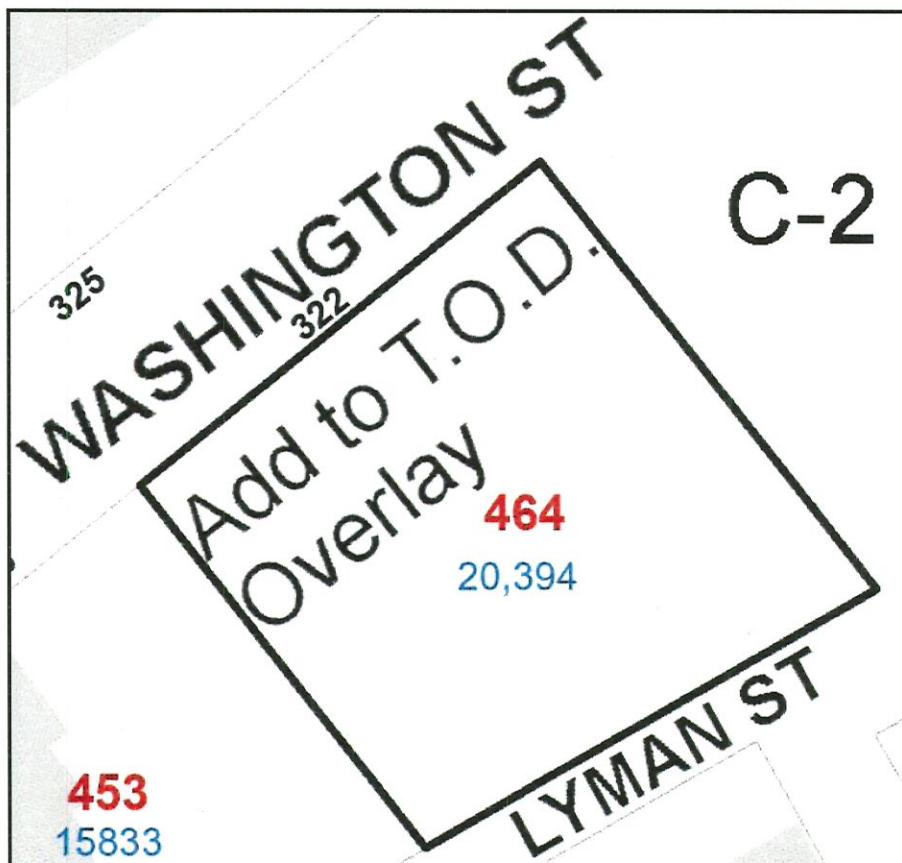 WASHINGTON ST
C-2
325
322
Add to T.O.D.
Overlay
464
20,394
LYMAN ST
453
15833